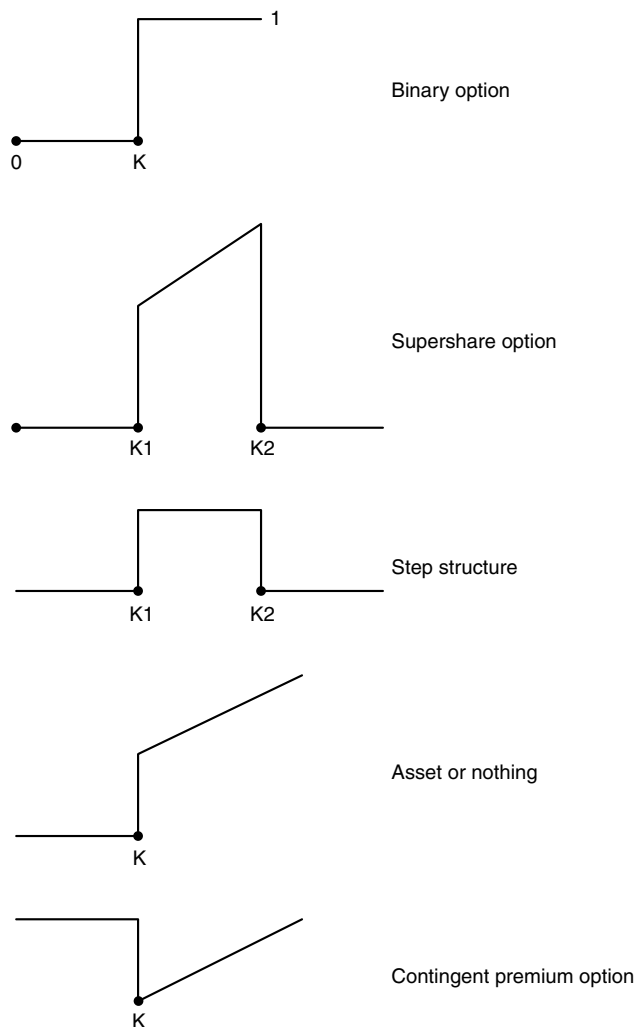 1
Binary option
0 K
Supershare option
K1 K2
Step structure
K1 K2
Asset or nothing
K
Contingent premium option
K